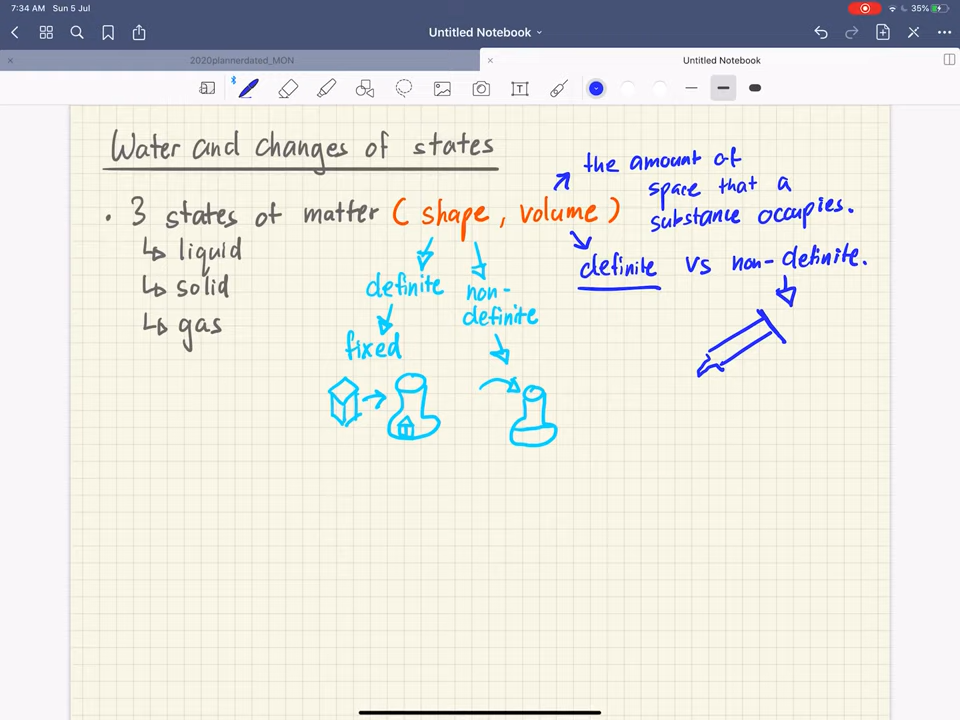 7:34 AM Sun 5 Jul
35%
Untitled Notebook
2020plannerdated_MON
Untitled Notebook
T
Water and changes of states
the amount of
space that a
substance occupies.
· 3 states of matter ( shape , volume )
↳ liquid
↳ solid
↳ gas
definite vs non-definite.
definite
fixed
non-
definite